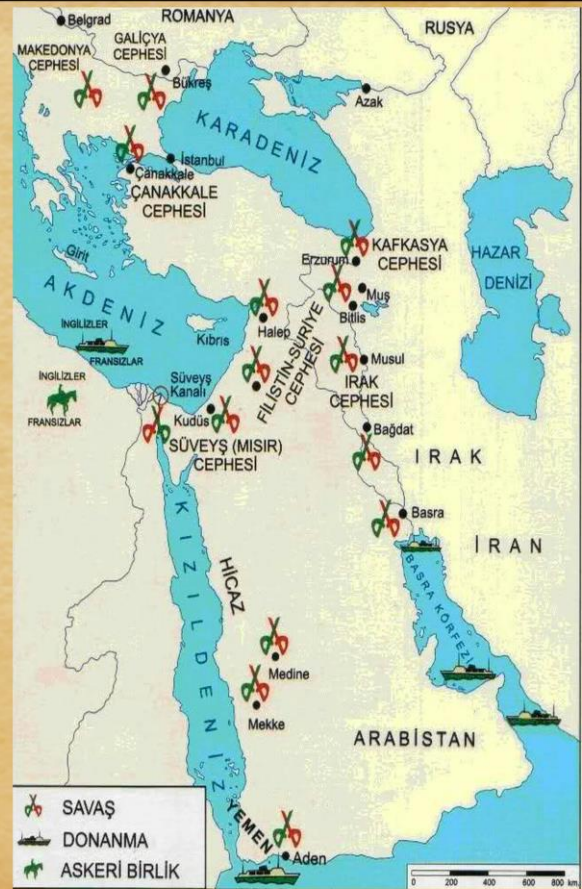 Belgrad
ROMANYA
RUSYA
MAKEDONYA
CEPHESİ
GALİÇYA
CEPHESİ
Bükreş
Azak
KARADENİZ
İstanbul
Çanakkale
ÇANAKKALE
CEPHESİ
Erzurum
KAFKASYA
CEPHESİ
HAZAR
DENİZİ
Girit
Muş
Bitlis
AKDENİZ
Kıbrıs
Halep
FİLİSTİN-SURİYE
CEPHESİ
Musul
IRAK
CEPHESİ
İNGİLİZLER
FRANSIZLAR
İNGİLİZLER
FRANSIZLAR
Süveyş
Kanalı
Kudüs
SÜVEYŞ (MISIR)
CEPHESİ
Bağdat
IRAK
Basra
İRAN
BASRA KÖRFEZİ
KIZILDENİZ
HİCAZ
Medine
Mekke
ARABİSTAN
YEMEN
Aden
SAVAŞ
DONANMA
ASKERİ BİRLİK
0 200 400 600 800 km.